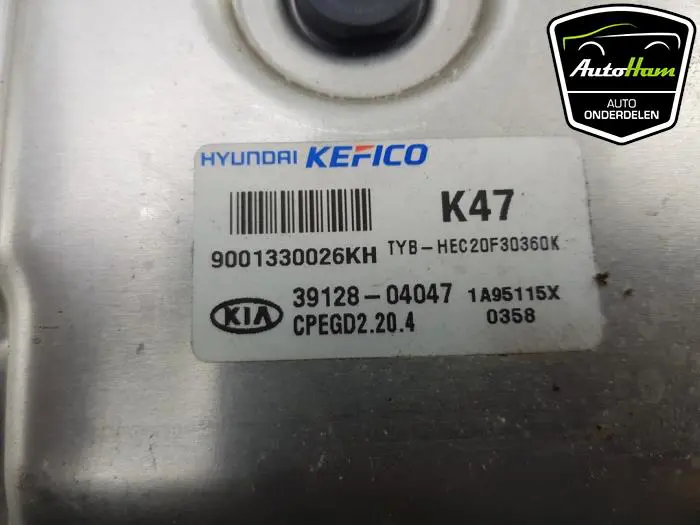 AutoHam
AUTO
ONDERDELEN
HYUNDAI KEFICO
K47
9001330026KH TYB-HEC20F30360K
KIA 39128-04047 1A95115X
CPEGD2.20.4 0358